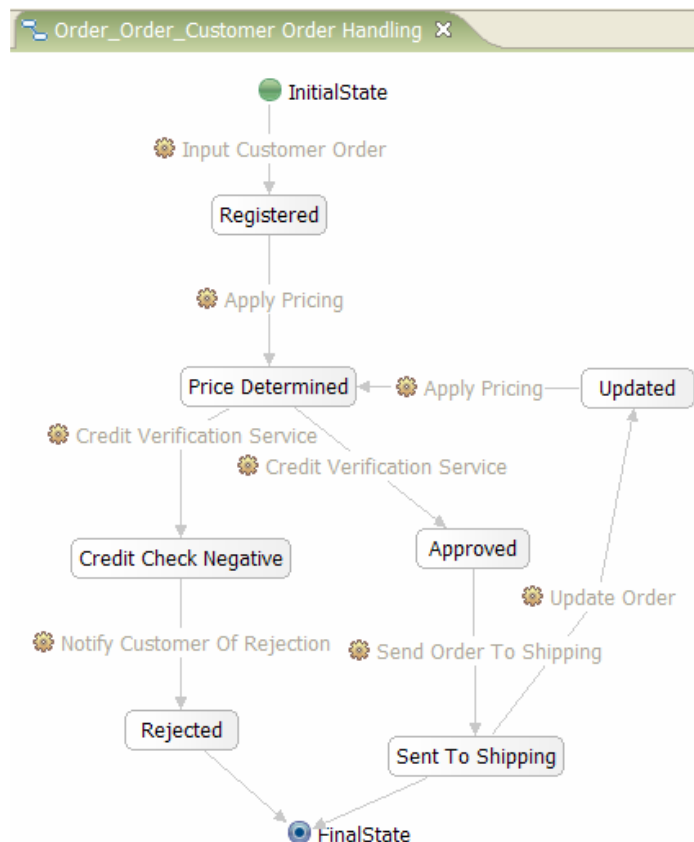 Order_Order_Customer Order Handling
InitialState
Input Customer Order
Registered
Apply Pricing
Price Determined
Apply Pricing
Updated
Credit Verification Service
Credit Verification Service
Approved
Credit Check Negative
Update Order
Notify Customer Of Rejection
Send Order To Shipping
Rejected
Sent To Shipping
FinalState